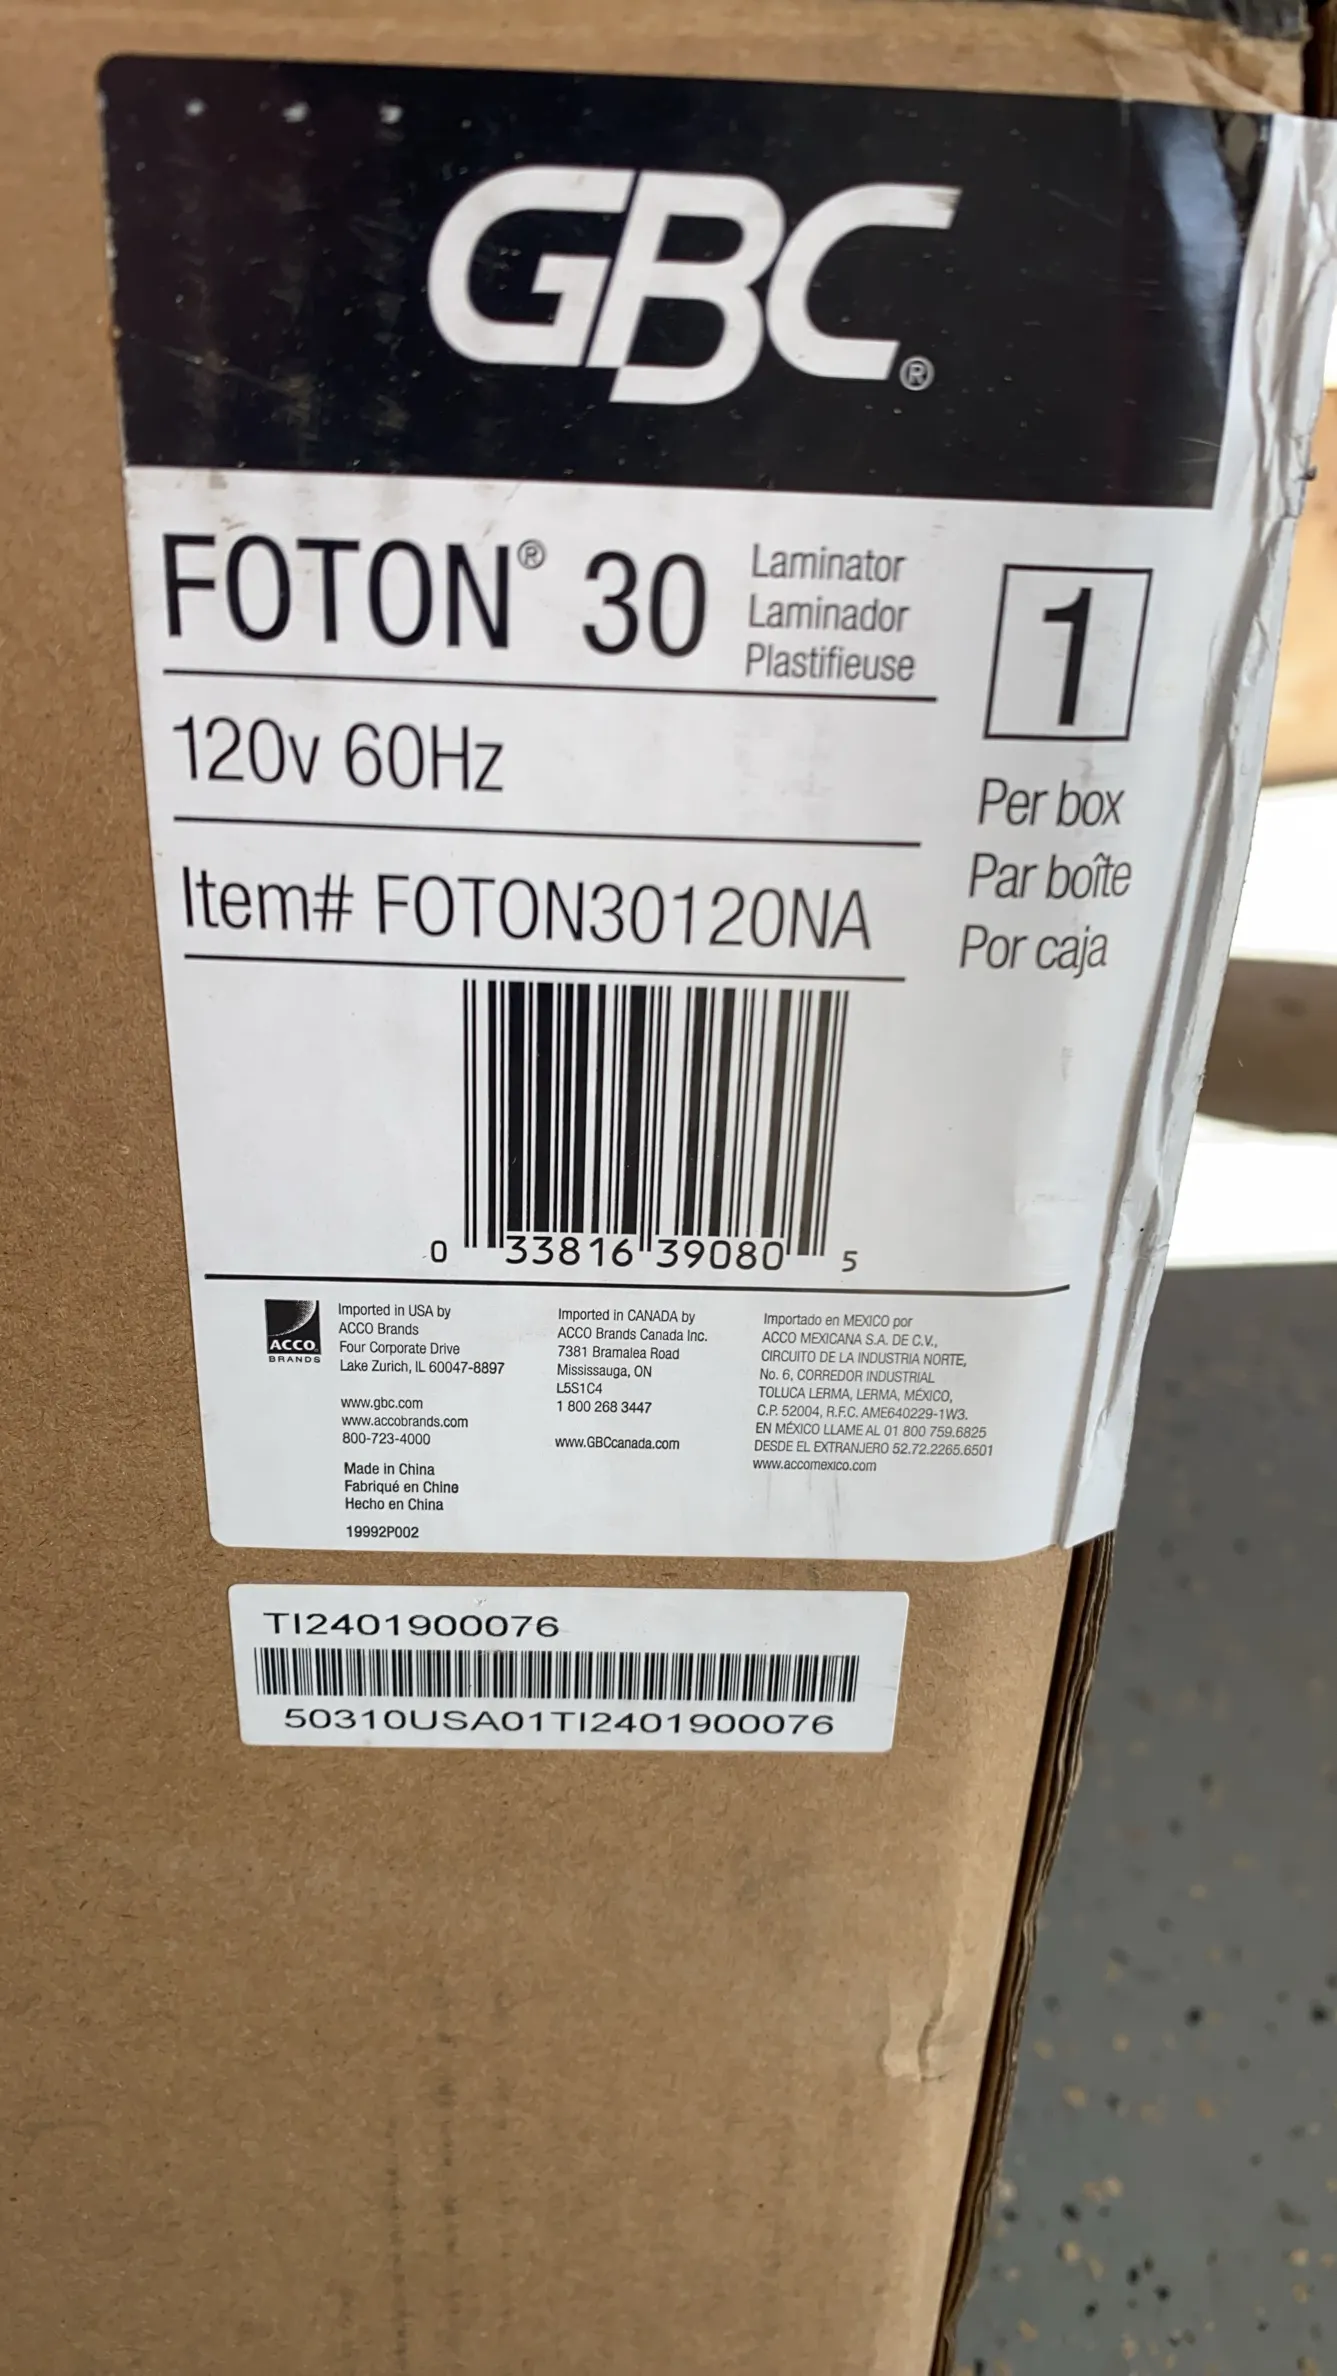 GBC®
FOTON® 30
Laminator
Laminador
Plastifieuse
1
Per box
Par boîte
Por caja
120v 60Hz
Item# FOTON30120NA
0 33816 39080 5
ACCO
BRANDS
Imported in USA by
ACCO Brands
Four Corporate Drive
Lake Zurich, IL 60047-8897
www.gbc.com
www.accobrands.com
800-723-4000
Made in China
Fabriqué en Chine
Hecho en China
19992P002
Imported in CANADA by
ACCO Brands Canada Inc.
7381 Bramalea Road
Mississauga, ON
L5S1C4
1 800 268 3447
www.GBCcanada.com
Importado en MEXICO por
ACCO MEXICANA S.A. DE C.V.,
CIRCUITO DE LA INDUSTRIA NORTE,
No. 6, CORREDOR INDUSTRIAL
TOLUCA LERMA, LERMA, MÉXICO,
C.P. 52004, R.F.C. AME640229-1W3.
EN MÉXICO LLAME AL 01 800 759.6825
DESDE EL EXTRANJERO 52.72.2265.6501
www.accomexico.com
TI2401900076
50310USA01TI2401900076